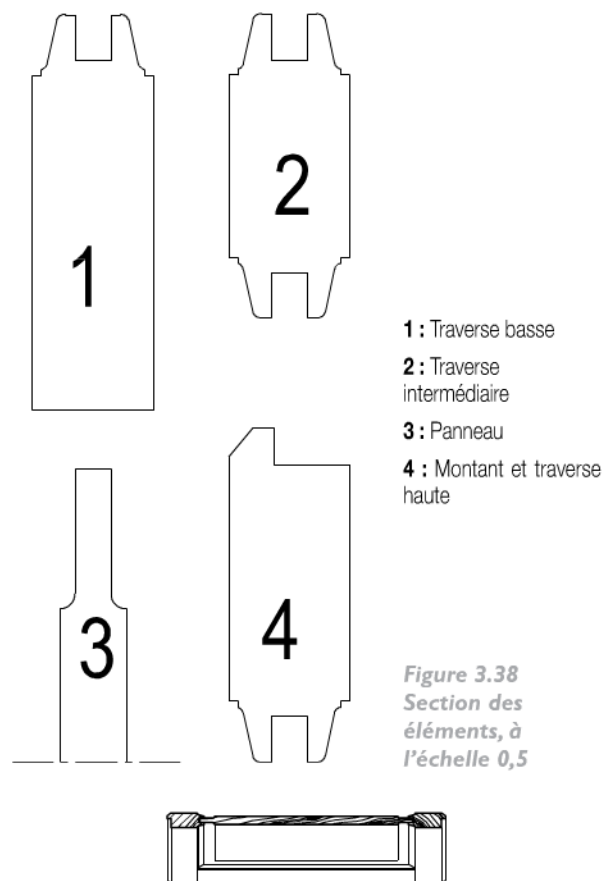 1
2
3
4
1 : Traverse basse
2 : Traverse
intermédiaire
3 : Panneau
4 : Montant et traverse
haute
Figure 3.38
Section des
éléments, à
l'échelle 0,5